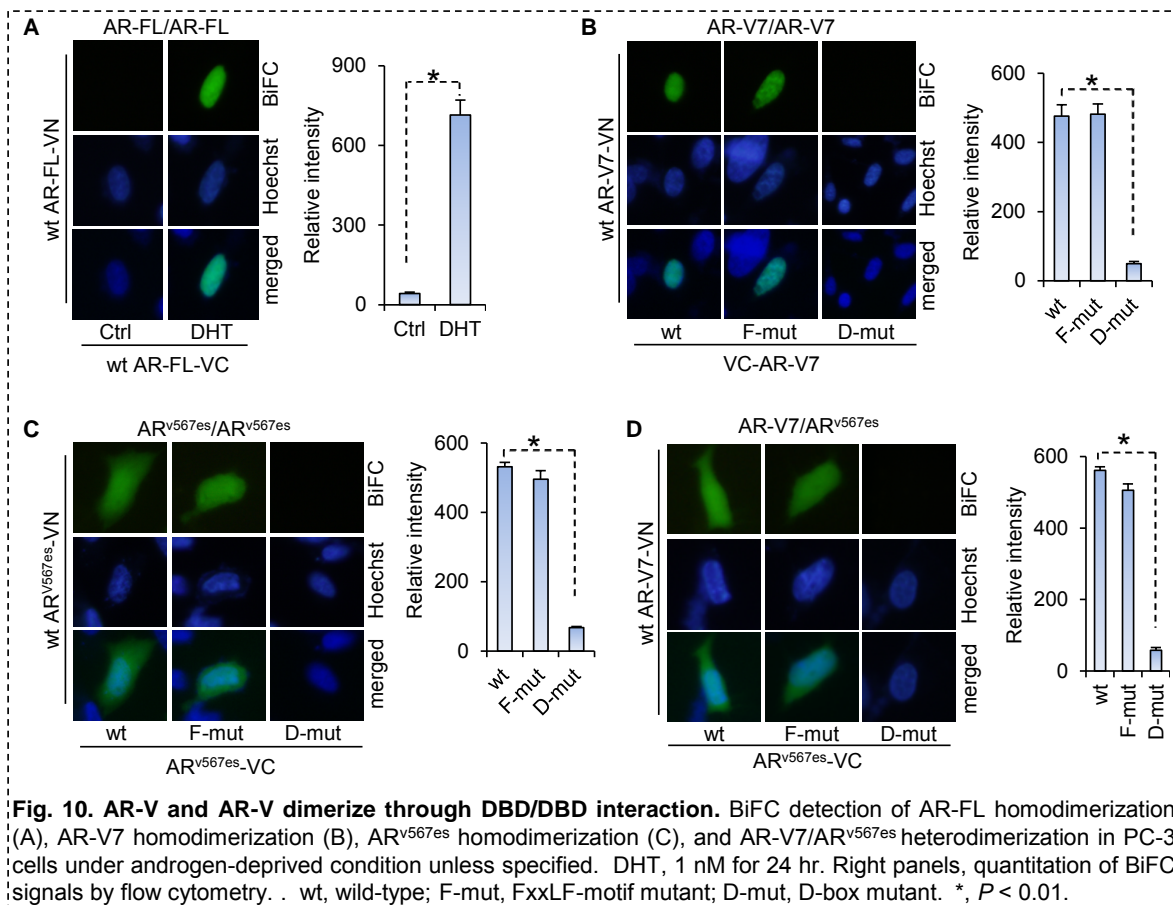 A
AR-FL/AR-FL
wt AR-FL-VN
BiFC
Hoechst
merged
Ctrl
DHT
wt AR-FL-VC
Relative intensity
900
600
300
0
*
Ctrl
DHT
B
AR-V7/AR-V7
wt AR-V7-VN
BiFC
Hoechst
merged
wt
F-mut
D-mut
VC-AR-V7
Relative intensity
600
400
200
0
*
wt
F-mut
D-mut
C
ARv567es/ARv567es
wt ARV567es-VN
BiFC
Hoechst
merged
wt
F-mut
D-mut
ARv567es-VC
Relative intensity
600
400
200
0
*
wt
F-mut
D-mut
D
AR-V7/ARv567es
wt AR-V7-VN
BiFC
Hoechst
merged
wt
F-mut
D-mut
ARv567es-VC
Relative intensity
600
400
200
0
*
wt
F-mut
D-mut
Fig. 10. AR-V and AR-V dimerize through DBD/DBD interaction. BiFC detection of AR-FL homodimerization
(A), AR-V7 homodimerization (B), ARv567es homodimerization (C), and AR-V7/ARv567es heterodimerization in PC-3
cells under androgen-deprived condition unless specified. DHT, 1 nM for 24 hr. Right panels, quantitation of BiFC
signals by flow cytometry. . wt, wild-type; F-mut, FxxLF-motif mutant; D-mut, D-box mutant. *, P < 0.01.